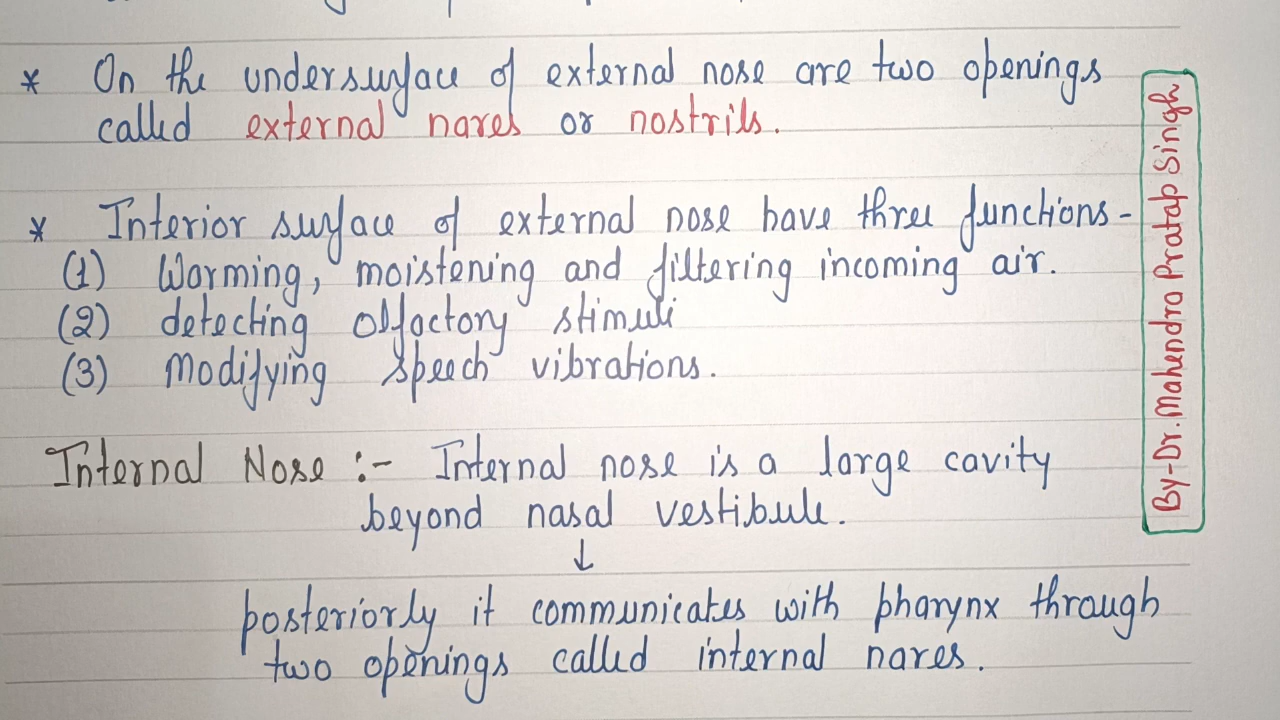 * On the undersurface of external nose are two openings
called external nares or nostrils.
* Interior surface of external nose have three functions-
(1) Warming, moistening and filtering incoming air.
(2) detecting olfactory stimuli
(3) Modifying speech vibrations.
Internal Nose :- Internal nose is a large cavity
beyond nasal vestibule.
↓
posteriorly it communicates with pharynx through
two openings called internal nares.
By-Dr. Mahendra Pratap Singh